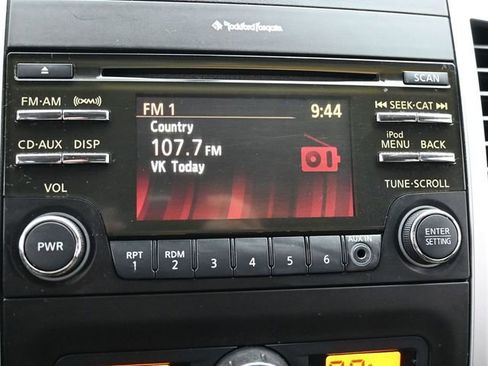 Rockford Fosgate
SCAN
FM·AM
(XM)
SEEK·CAT
CD·AUX
DISP
iPod
MENU
BACK
VOL
TUNE·SCROLL
FM 1
9:44
Country
107.7 FM
VK Today
PWR
ENTER
SETTING
RPT
1
RDM
2
3
4
5
6
AUX IN